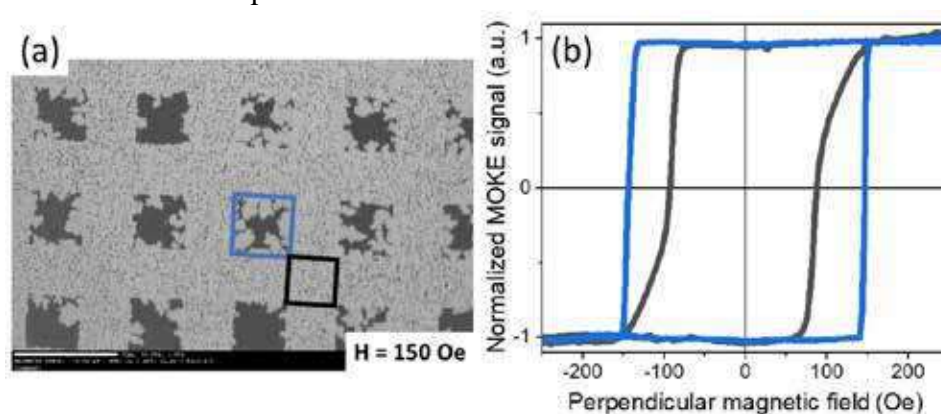 (a)
H = 150 Oe
(b)
Normalized MOKE signal (a.u.)
1
0
-1
-200 -100 0 100 200
Perpendicular magnetic field (Oe)